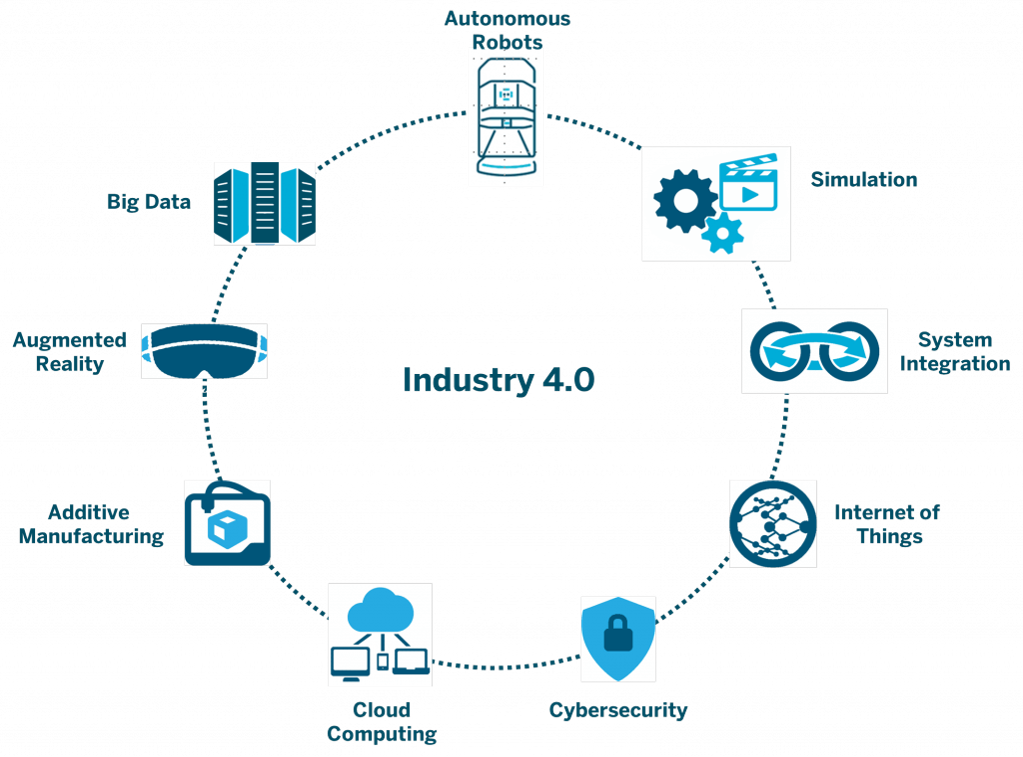 Autonomous
Robots
Simulation
Big Data
System
Integration
Augmented
Reality
Industry 4.0
Internet of
Things
Additive
Manufacturing
Cybersecurity
Cloud
Computing